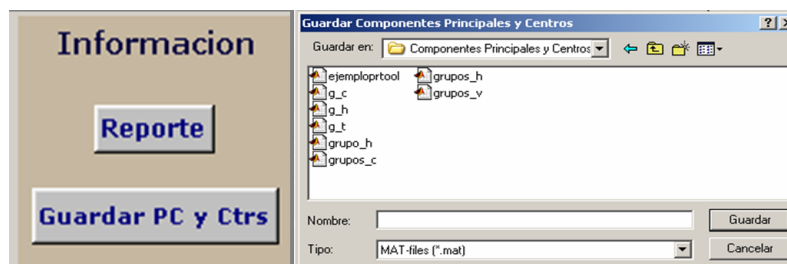 Informacion
Reporte
Guardar PC y Ctrs
Guardar Componentes Principales y Centros
Guardar en: Componentes Principales y Centros
ejemploprtool grupos_h
g_c grupos_v
g_h
g_t
grupo_h
grupos_c
Nombre: Guardar
Tipo: MAT-files (*.mat) Cancelar